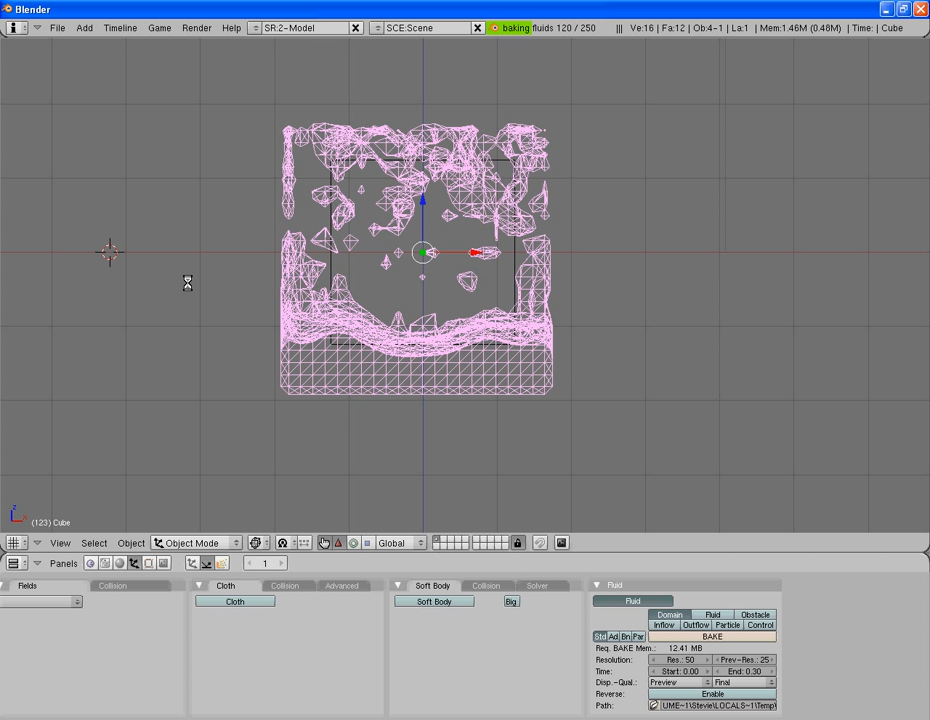 Blender
File Add Timeline Game Render Help SR:2-Model SCE:Scene baking fluids 120 / 250 Ve:16 | Fa:12 | Ob:4-1 | La:1 | Mem:1.46M (0.48M) | Time: | Cube
z
x
(123) Cube
View Select Object Object Mode Global
Panels 1
Fields Collision Cloth Collision Advanced Soft Body Collision Solver Fluid
Cloth Soft Body Big Fluid
Domain Fluid Obstacle
Inflow Outflow Particle Control
Std Ad Bn Par BAKE
Req. BAKE Mem.: 12.41 MB
Resolution: Res.: 50 Prev-Res.: 25
Time: Start: 0.00 End: 0.30
Disp.-Qual.: Preview Final
Reverse: Enable
Path: UME~1\Stevie\LOCALS~1\Temp\